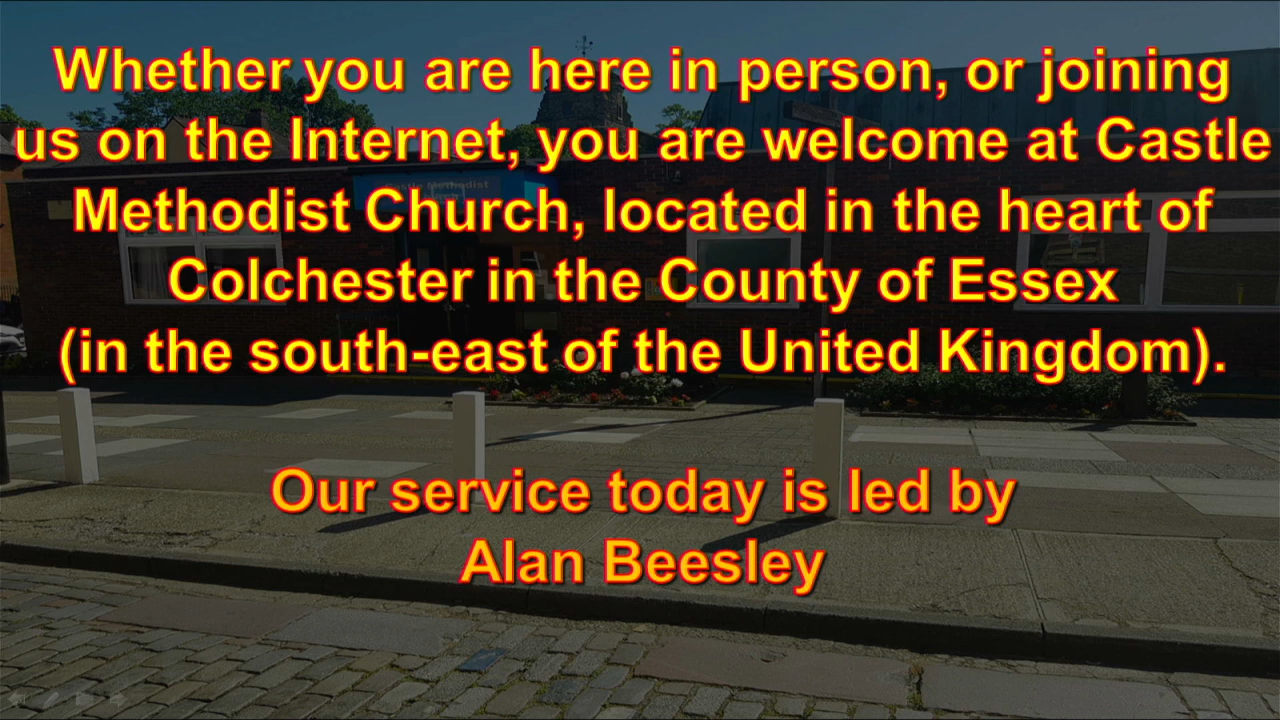 Whether you are here in person, or joining
us on the Internet, you are welcome at Castle
Methodist Church, located in the heart of
Colchester in the County of Essex
(in the south-east of the United Kingdom).
Our service today is led by
Alan Beesley
Castle Methodist